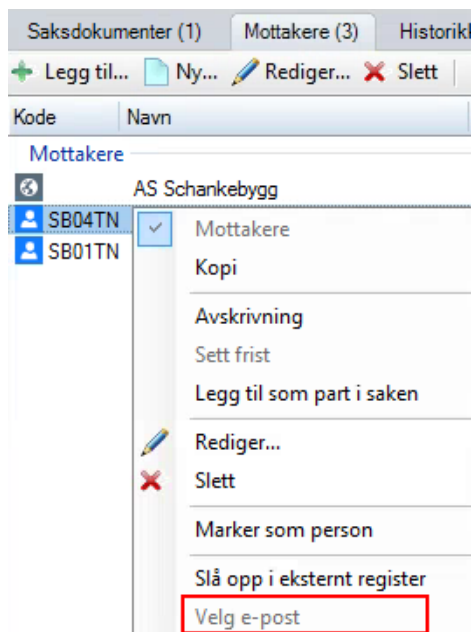 Saksdokumenter (1) Mottakere (3) Historikk
Legg til... Ny... Rediger... Slett
Kode Navn
Mottakere
AS Schankebygg
SB04TN
SB01TN
Mottakere
Kopi
Avskrivning
Sett frist
Legg til som part i saken
Rediger...
Slett
Marker som person
Slå opp i eksternt register
Velg e-post